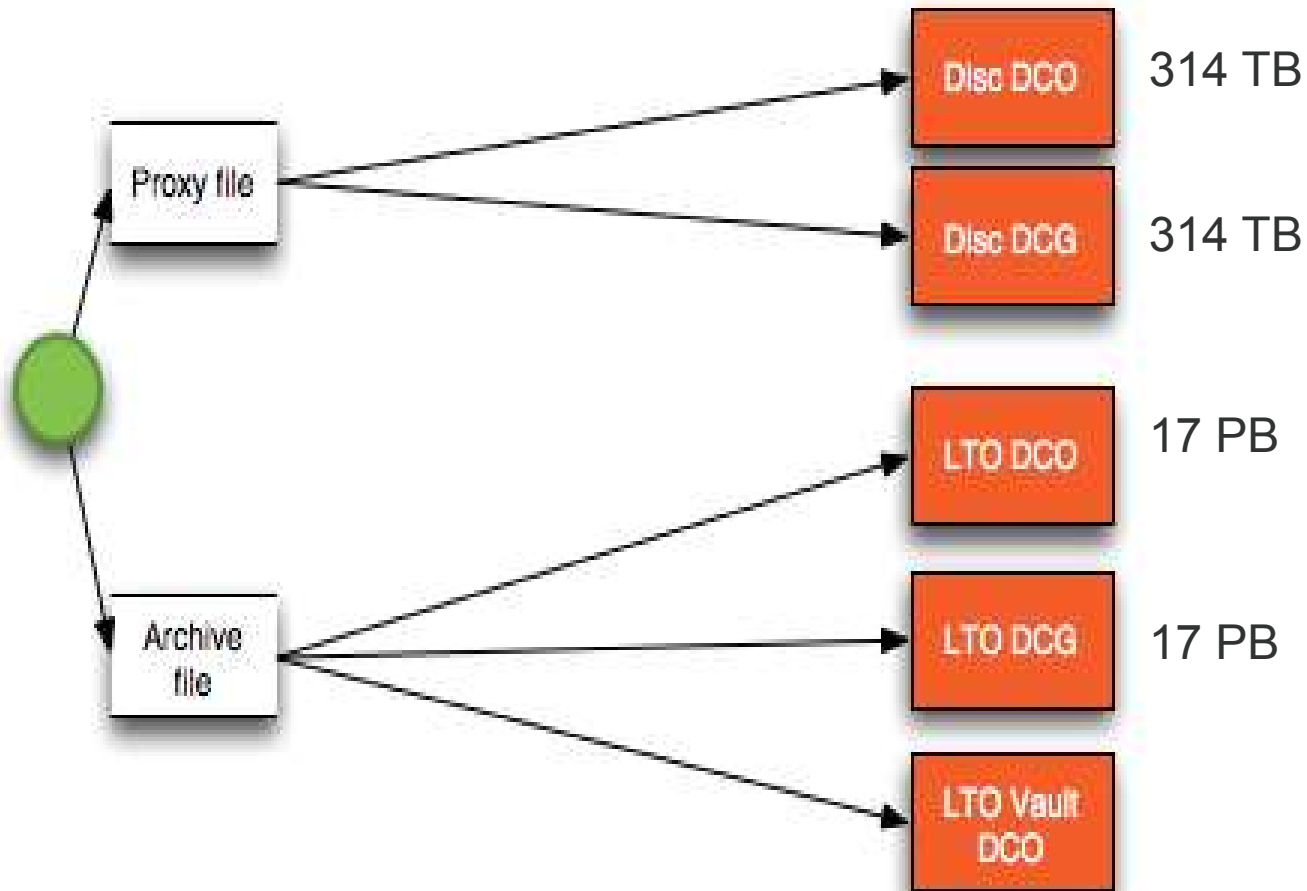 Proxy file
Disc DCO
314 TB
Disc DCG
314 TB
Archive
file
LTO DCO
17 PB
LTO DCG
17 PB
LTO Vault
DCO